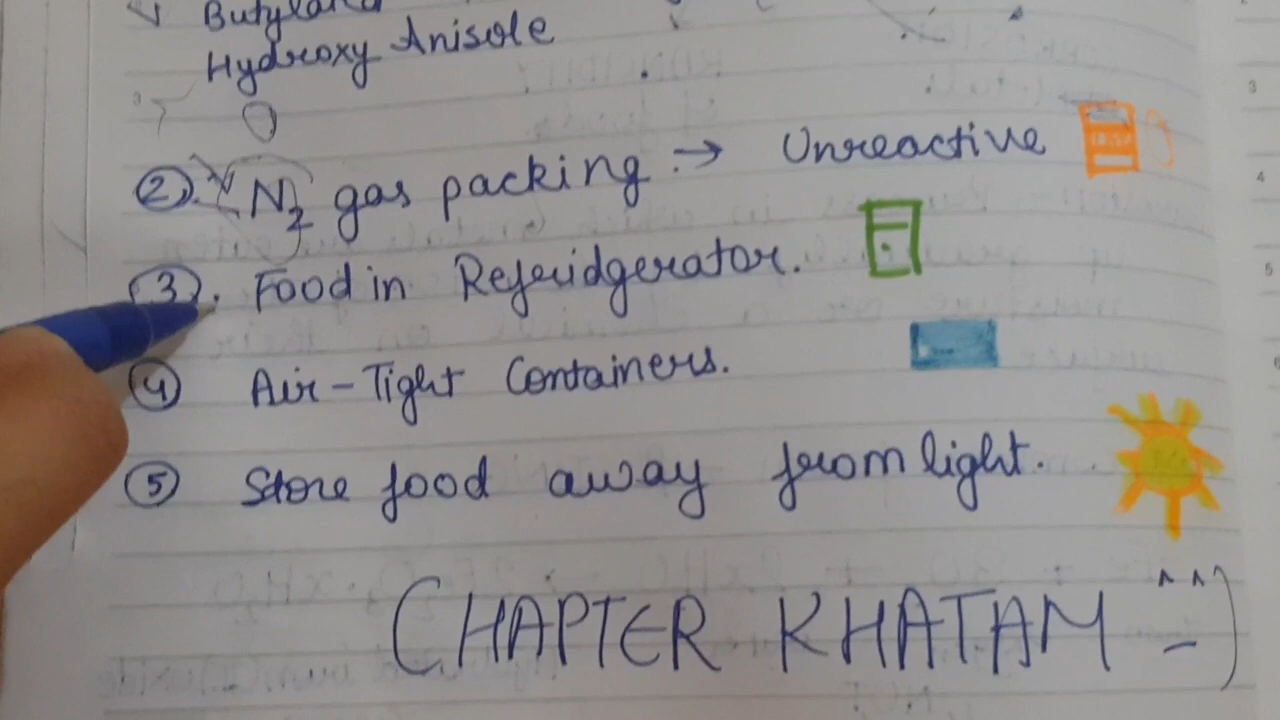 Hydroxy Anisole
② N₂ gas packing → Unreactive
③. Food in Referidgerator.
④ Air-Tight Containers.
⑤ Store food away from light.
(CHAPTER KHATAM ^_^)